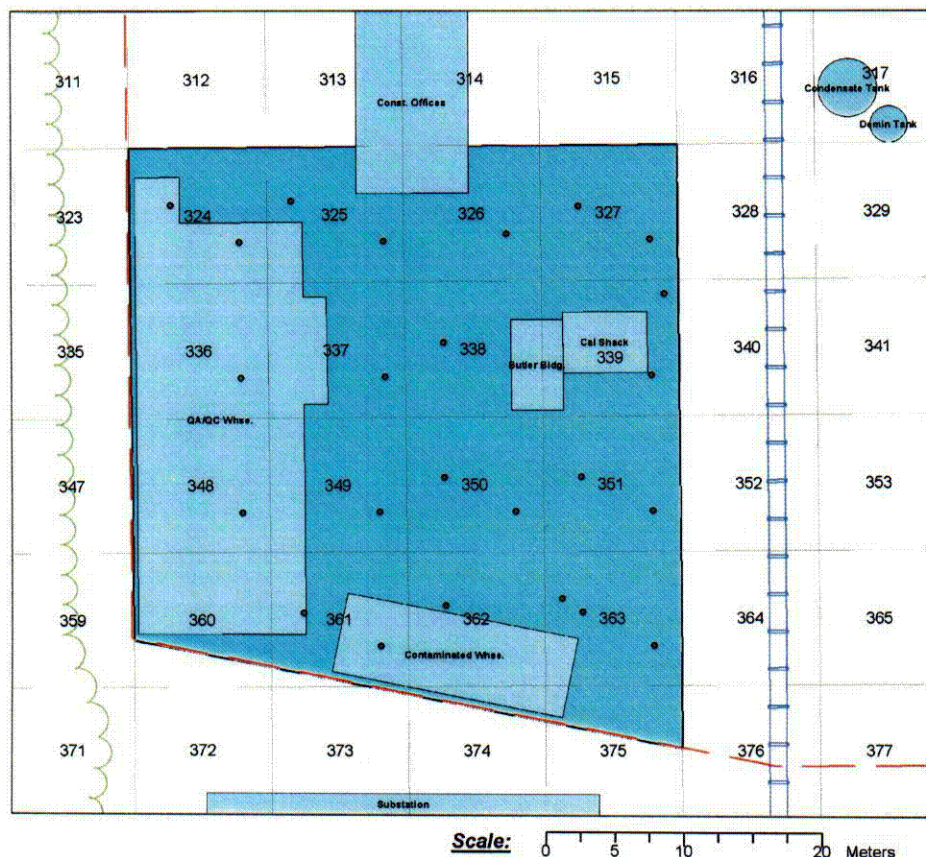 311 312 313 314 315 316 317
Const. Offices
Condensate Tank
Demin Tank
323 324 325 326 327 328 329
335 336 337 338 339 340 341
Butler Bldg.
Cal Shack
QA/QC Whse.
347 348 349 350 351 352 353
359 360 361 362 363 364 365
Contaminated Whse.
371 372 373 374 375 376 377
Substation
Scale: 0 5 10 20 Meters